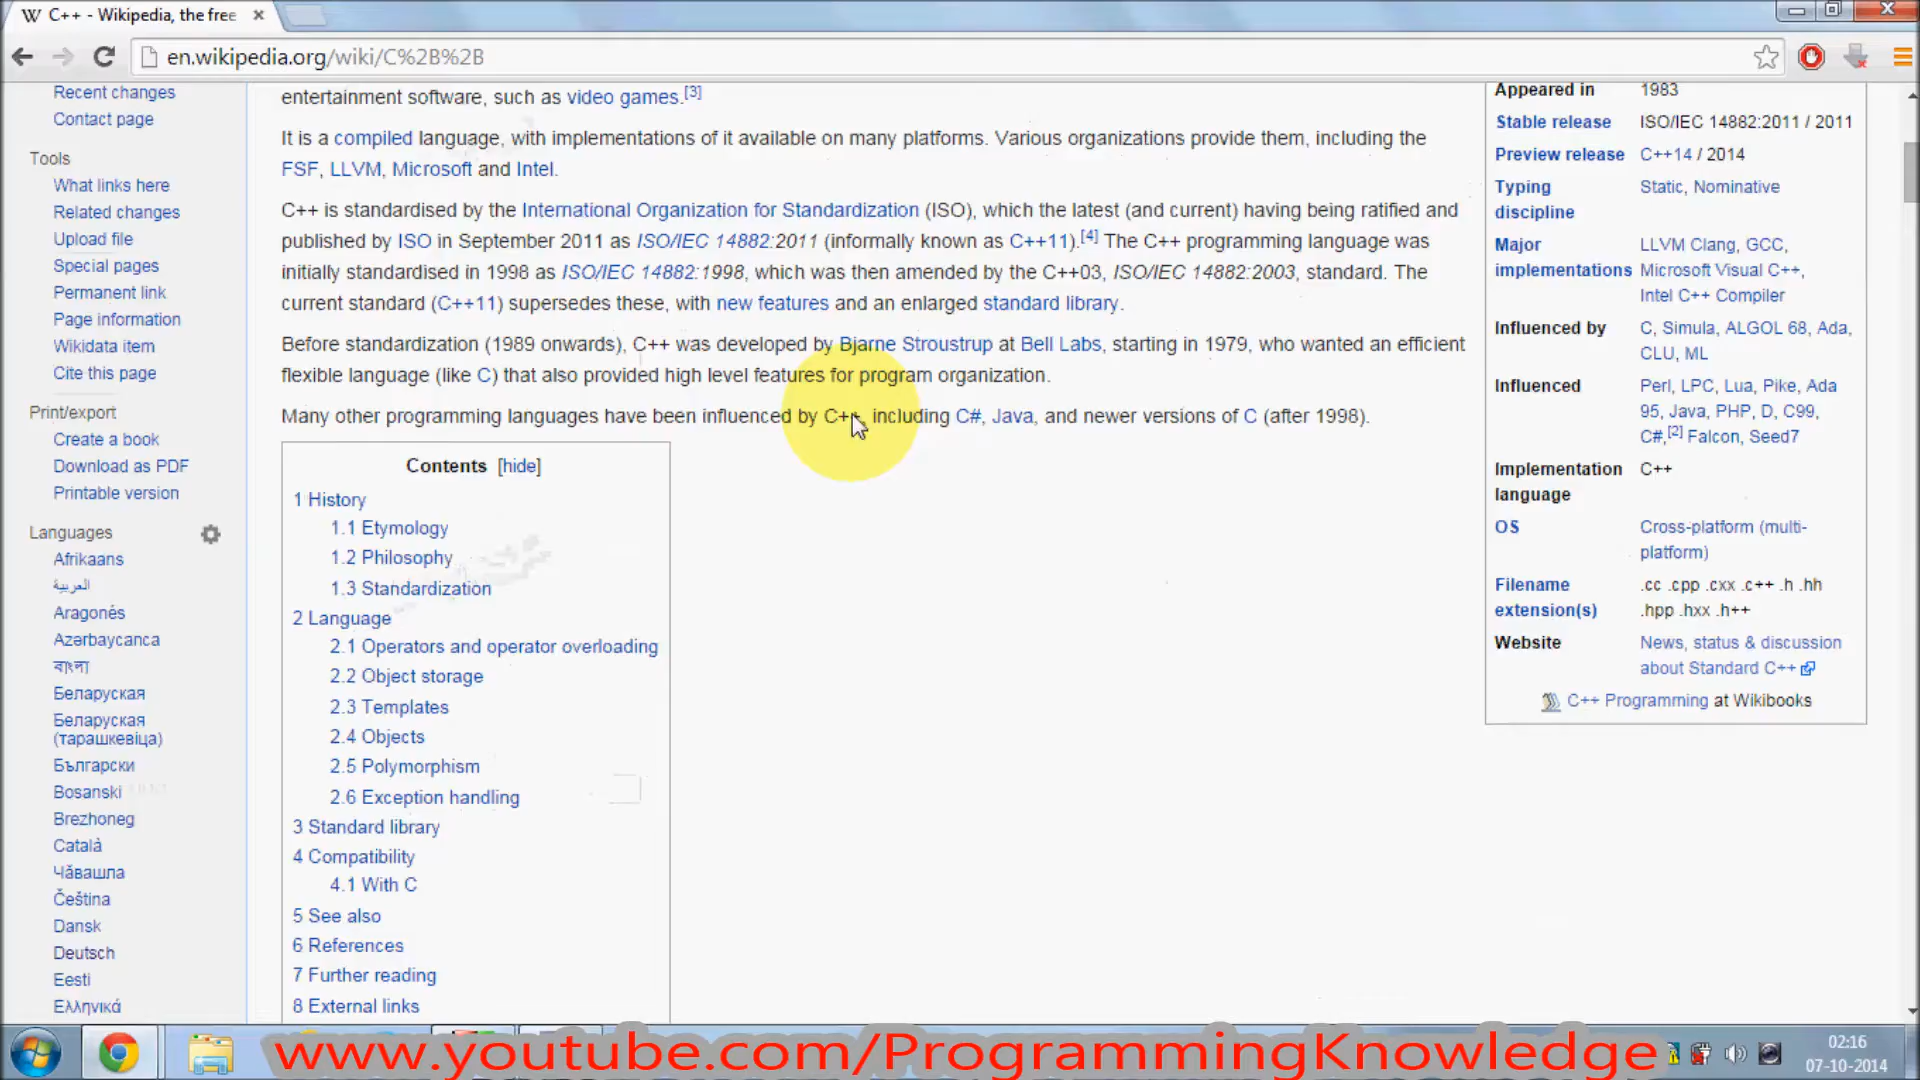 C++ - Wikipedia, the free
en.wikipedia.org/wiki/C%2B%2B
Recent changes
Contact page
Tools
What links here
Related changes
Upload file
Special pages
Permanent link
Page information
Wikidata item
Cite this page
Print/export
Create a book
Download as PDF
Printable version
Languages
Afrikaans
العربية
Aragonés
Azərbaycanca
বাংলা
Беларуская
Беларуская
(тарашкевіца)
Български
Bosanski
Brezhoneg
Català
Чӑвашла
Čeština
Dansk
Deutsch
Eesti
Ελληνικά
entertainment software, such as video games.[3]
It is a compiled language, with implementations of it available on many platforms. Various organizations provide them, including the
FSF, LLVM, Microsoft and Intel.
C++ is standardised by the International Organization for Standardization (ISO), which the latest (and current) having being ratified and
published by ISO in September 2011 as ISO/IEC 14882:2011 (informally known as C++11).[4] The C++ programming language was
initially standardised in 1998 as ISO/IEC 14882:1998, which was then amended by the C++03, ISO/IEC 14882:2003, standard. The
current standard (C++11) supersedes these, with new features and an enlarged standard library.
Before standardization (1989 onwards), C++ was developed by Bjarne Stroustrup at Bell Labs, starting in 1979, who wanted an efficient
flexible language (like C) that also provided high level features for program organization.
Many other programming languages have been influenced by C++, including C#, Java, and newer versions of C (after 1998).
Contents [hide]
1 History
1.1 Etymology
1.2 Philosophy
1.3 Standardization
2 Language
2.1 Operators and operator overloading
2.2 Object storage
2.3 Templates
2.4 Objects
2.5 Polymorphism
2.6 Exception handling
3 Standard library
4 Compatibility
4.1 With C
5 See also
6 References
7 Further reading
8 External links
Appeared in 1983
Stable release ISO/IEC 14882:2011 / 2011
Preview release C++14 / 2014
Typing Static, Nominative
discipline
Major LLVM Clang, GCC,
implementations Microsoft Visual C++,
Intel C++ Compiler
Influenced by C, Simula, ALGOL 68, Ada,
CLU, ML
Influenced Perl, LPC, Lua, Pike, Ada
95, Java, PHP, D, C99,
C#,[2] Falcon, Seed7
Implementation C++
language
OS Cross-platform (multi-
platform)
Filename .cc .cpp .cxx .c++ .h .hh
extension(s) .hpp .hxx .h++
Website News, status & discussion
about Standard C++
C++ Programming at Wikibooks
www.youtube.com/ProgrammingKnowledge
02:16
07-10-2014